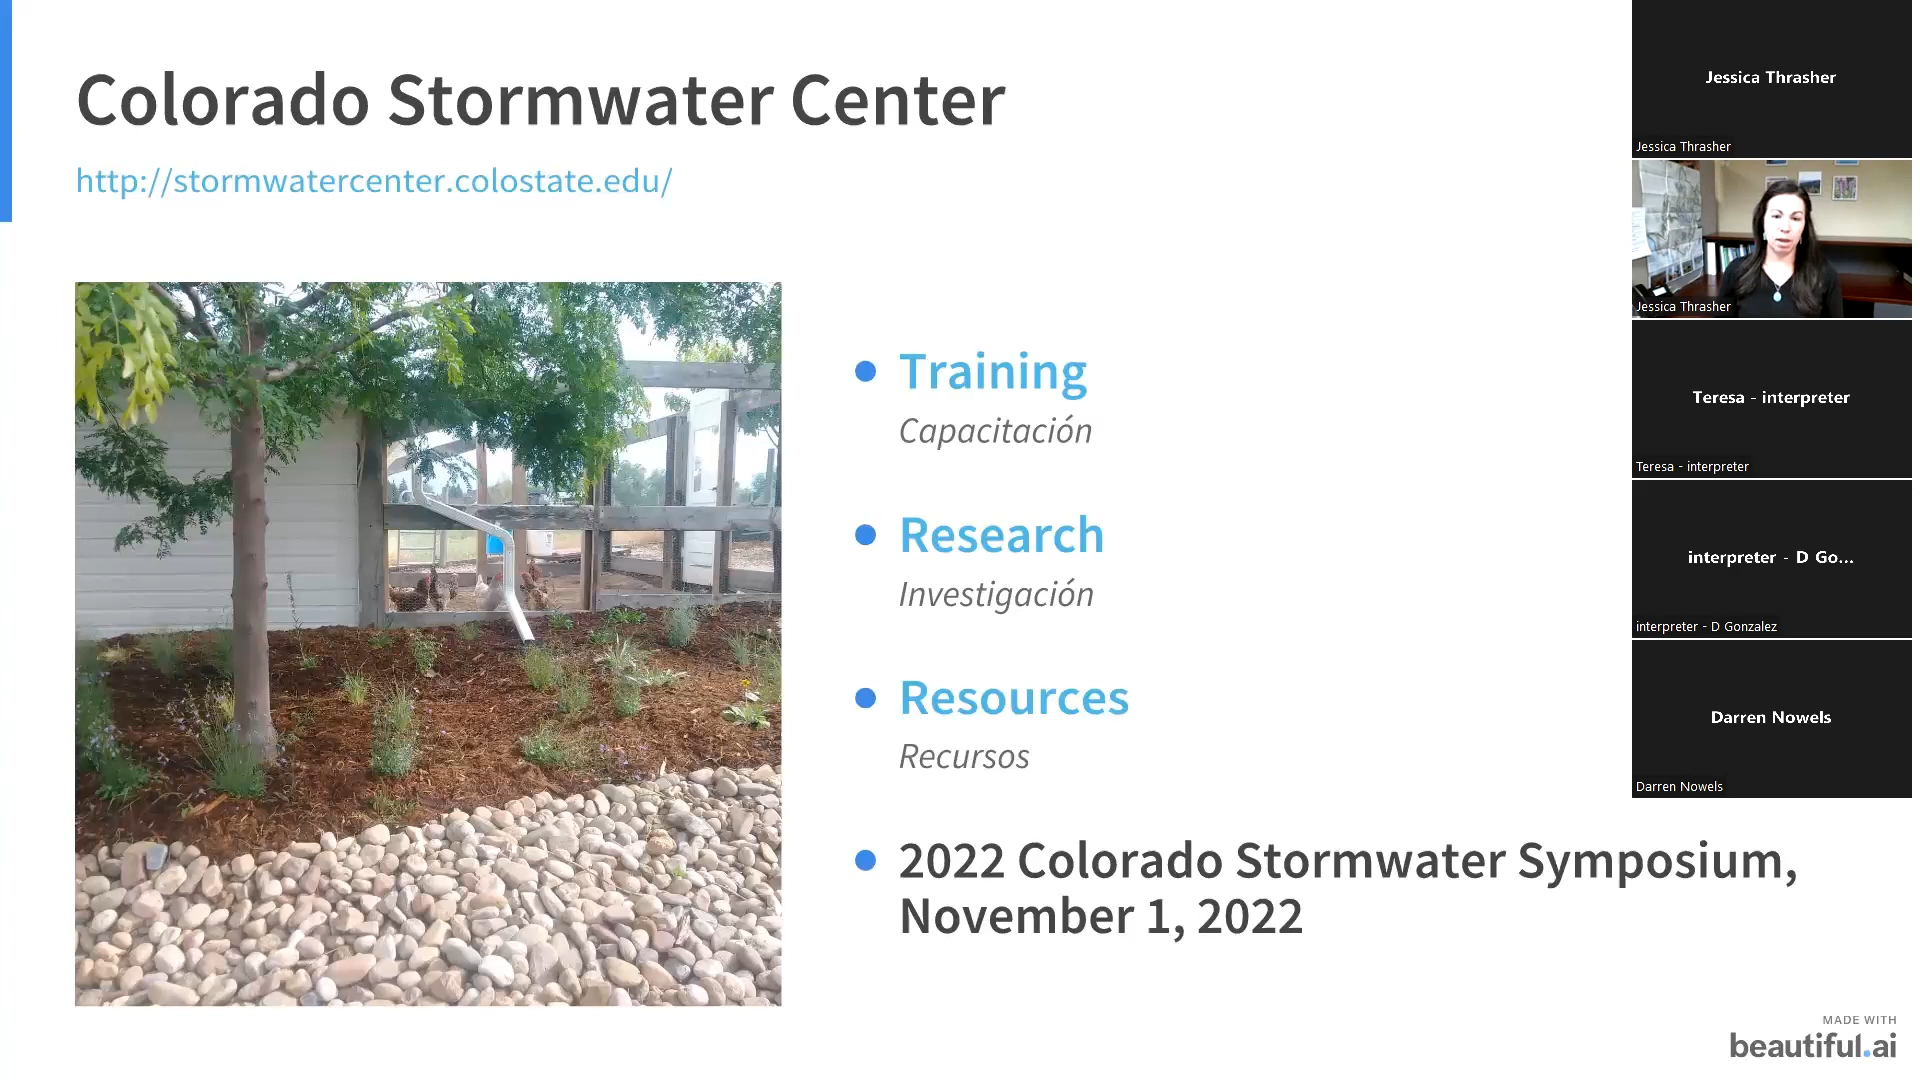 Colorado Stormwater Center
http://stormwatercenter.colostate.edu/
Training
Capacitación
Research
Investigación
Resources
Recursos
2022 Colorado Stormwater Symposium,
November 1, 2022
Jessica Thrasher
Jessica Thrasher
Jessica Thrasher
Teresa - interpreter
Teresa - interpreter
interpreter - D Go...
interpreter - D Gonzalez
Darren Nowels
Darren Nowels
MADE WITH
beautiful.ai